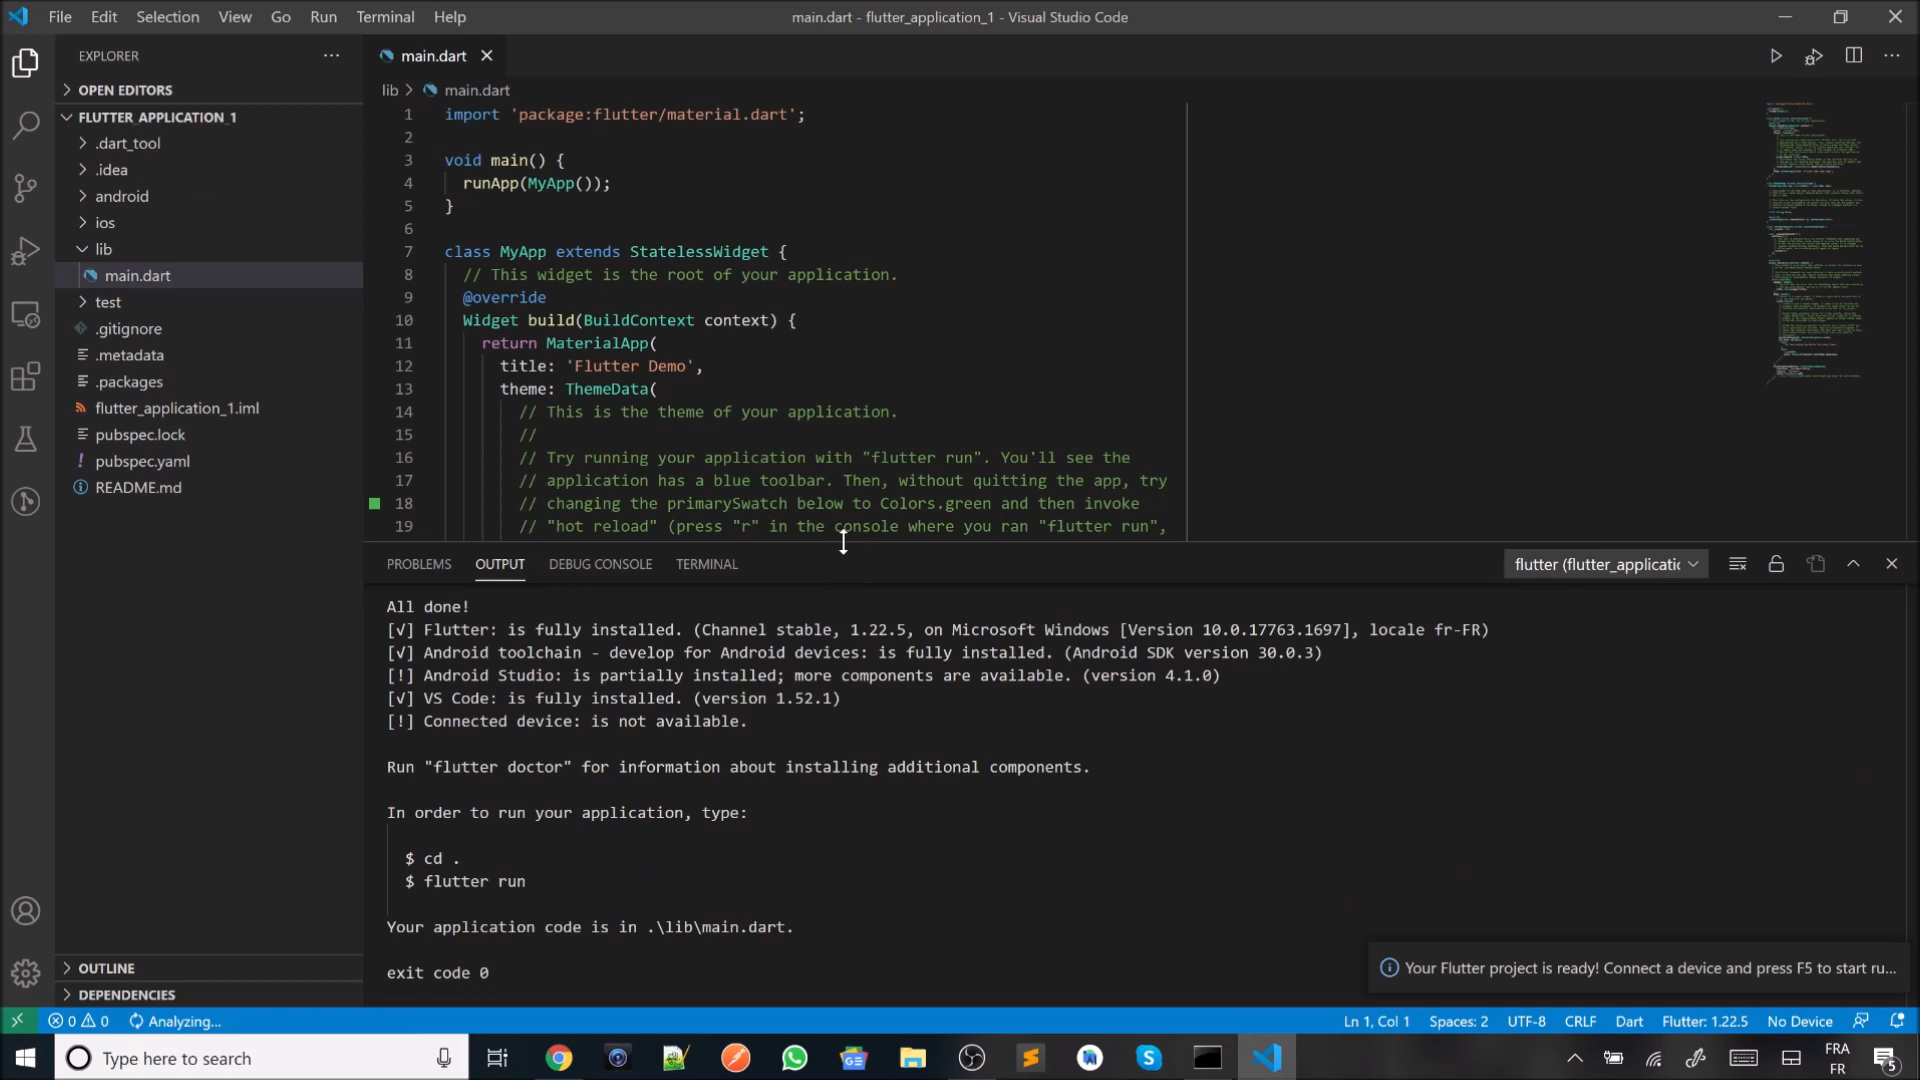 File Edit Selection View Go Run Terminal Help
main.dart - flutter_application_1 - Visual Studio Code
EXPLORER
OPEN EDITORS
FLUTTER_APPLICATION_1
.dart_tool
.idea
android
ios
lib
main.dart
test
.gitignore
.metadata
.packages
flutter_application_1.iml
pubspec.lock
pubspec.yaml
README.md
OUTLINE
DEPENDENCIES
main.dart
lib > main.dart
1 import 'package:flutter/material.dart';
2
3 void main() {
4 runApp(MyApp());
5 }
6
7 class MyApp extends StatelessWidget {
8 // This widget is the root of your application.
9 @override
10 Widget build(BuildContext context) {
11 return MaterialApp(
12 title: 'Flutter Demo',
13 theme: ThemeData(
14 // This is the theme of your application.
15 //
16 // Try running your application with "flutter run". You'll see the
17 // application has a blue toolbar. Then, without quitting the app, try
18 // changing the primarySwatch below to Colors.green and then invoke
19 // "hot reload" (press "r" in the console where you ran "flutter run",
PROBLEMS OUTPUT DEBUG CONSOLE TERMINAL
flutter (flutter_applicatic
All done!
[√] Flutter: is fully installed. (Channel stable, 1.22.5, on Microsoft Windows [Version 10.0.17763.1697], locale fr-FR)
[√] Android toolchain - develop for Android devices: is fully installed. (Android SDK version 30.0.3)
[!] Android Studio: is partially installed; more components are available. (version 4.1.0)
[√] VS Code: is fully installed. (version 1.52.1)
[!] Connected device: is not available.
Run "flutter doctor" for information about installing additional components.
In order to run your application, type:
$ cd .
$ flutter run
Your application code is in .\lib\main.dart.
exit code 0
Your Flutter project is ready! Connect a device and press F5 to start ru...
0 0 Analyzing...
Ln 1, Col 1 Spaces: 2 UTF-8 CRLF Dart Flutter: 1.22.5 No Device
Type here to search
FRA
FR
5